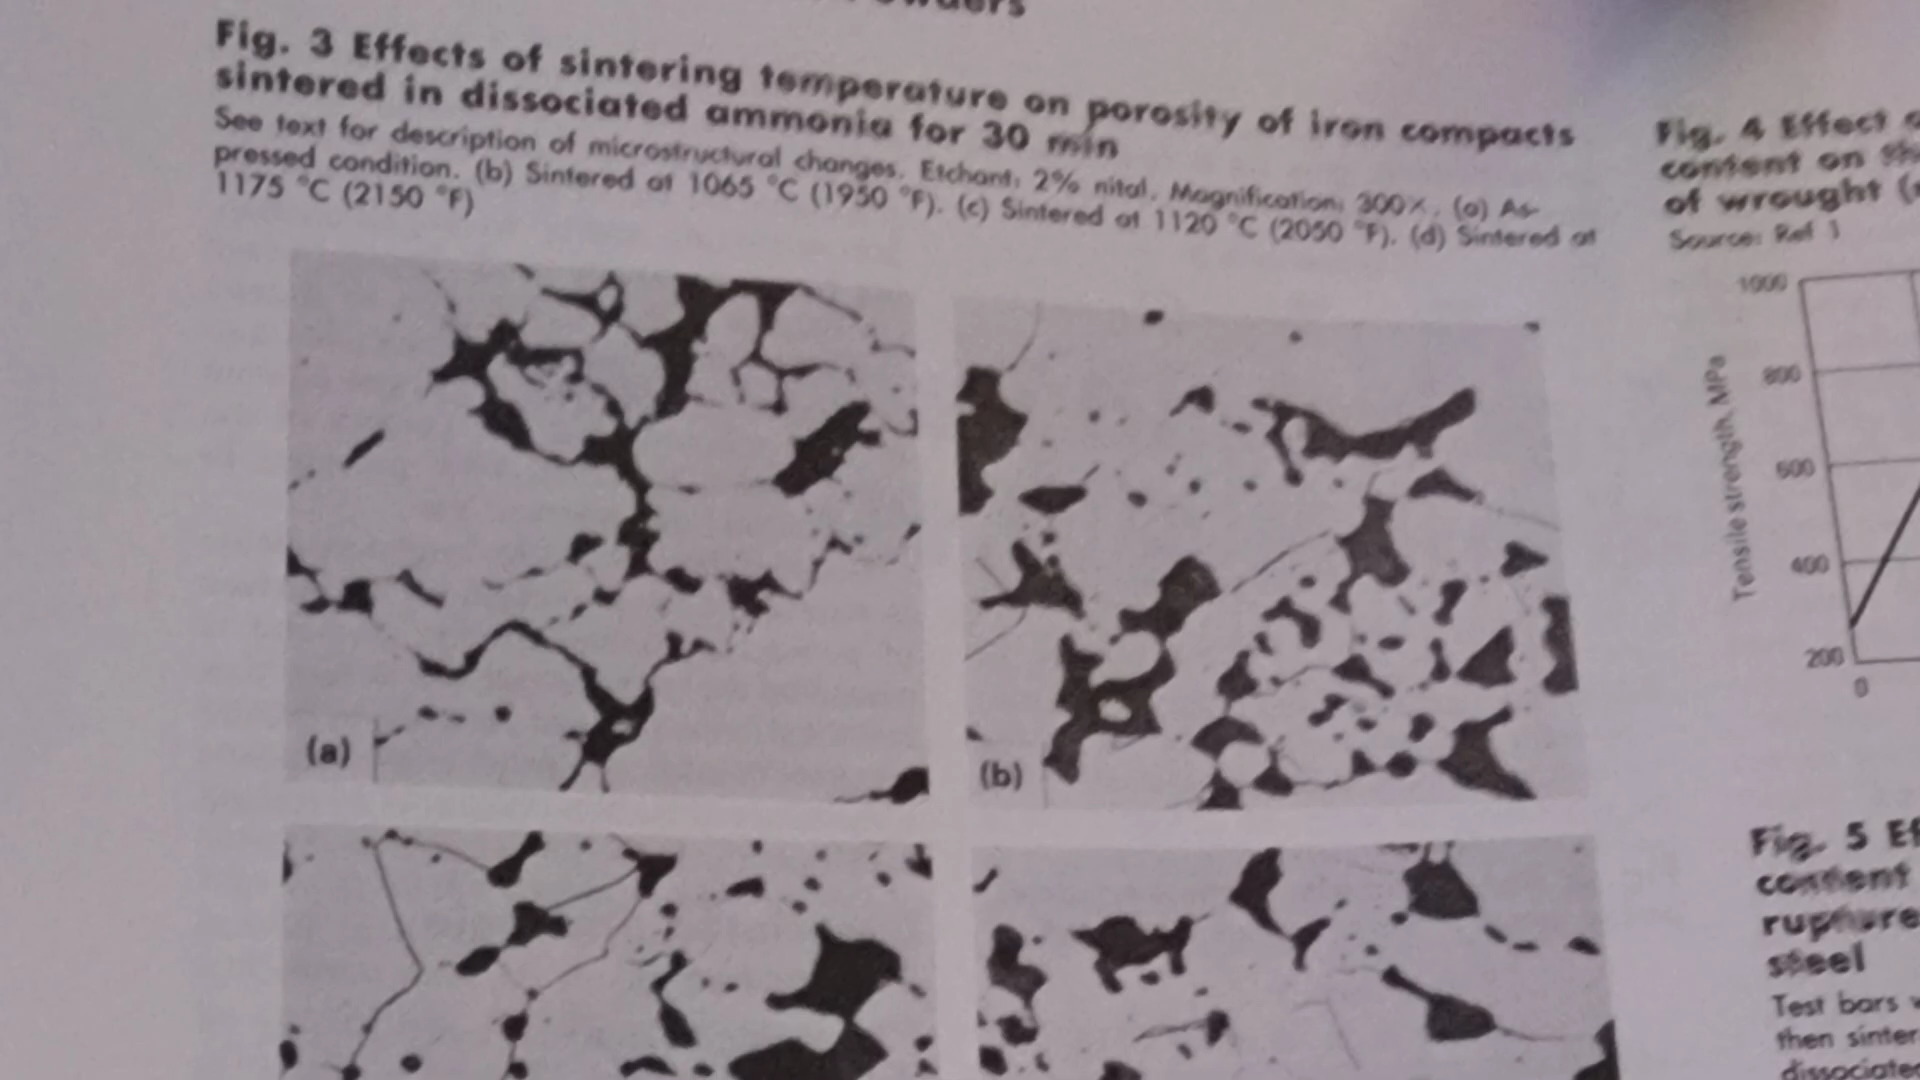 Fig. 3 Effects of sintering temperature on porosity of iron compacts
sintered in dissociated ammonia for 30 min
See text for description of microstructural changes. Etchant: 2% nital. Magnification: 300×. (a) As-
pressed condition. (b) Sintered at 1065 °C (1950 °F). (c) Sintered at 1120 °C (2050 °F). (d) Sintered at
1175 °C (2150 °F)
(a)
(b)
Fig. 4 Effect
content on
of wrought
Source: Ref 1
Tensile strength, MPa
1000
800
600
400
200
0
Fig. 5
content
rupture
steel
Test bars
then